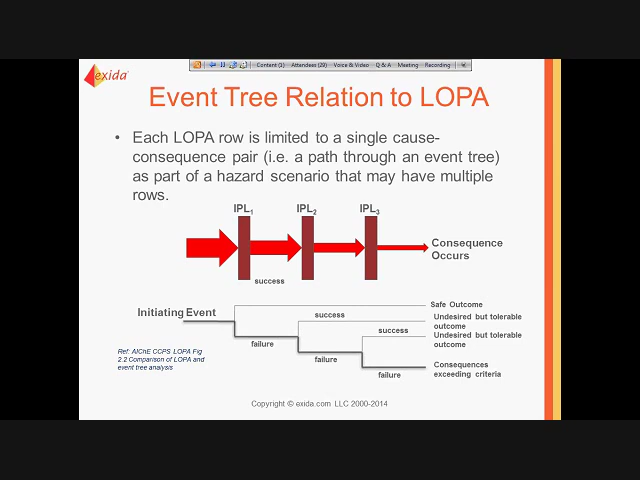 Content (1) Attendees (29) Voice & Video Q & A Meeting Recording
exida
Event Tree Relation to LOPA
• Each LOPA row is limited to a single cause-
consequence pair (i.e. a path through an event tree)
as part of a hazard scenario that may have multiple
rows.
IPL1 IPL2 IPL3
Consequence
Occurs
success
Initiating Event
Safe Outcome
success
Undesired but tolerable
outcome
success
Undesired but tolerable
outcome
failure
failure
failure
Consequences
exceeding criteria
Ref: AIChE CCPS LOPA Fig
2.2 Comparison of LOPA and
event tree analysis
Copyright © exida.com LLC 2000-2014